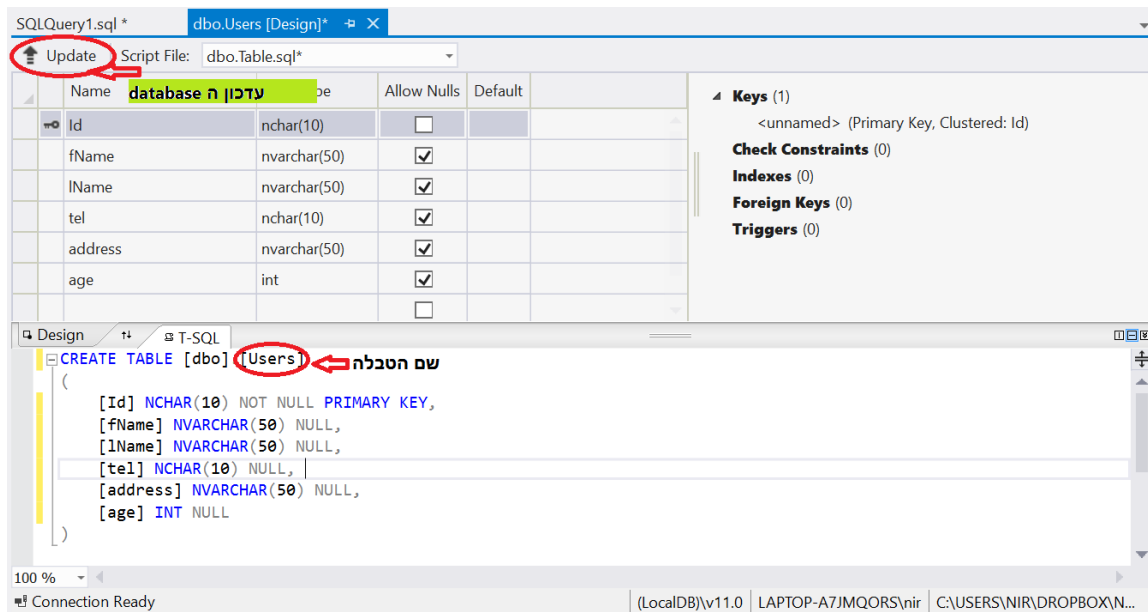 SQLQuery1.sql * dbo.Users [Design]*
Update Script File: dbo.Table.sql*
Name עדכון ה database Allow Nulls Default
Id nchar(10)
fName nvarchar(50)
lName nvarchar(50)
tel nchar(10)
address nvarchar(50)
age int
Keys (1)
<unnamed> (Primary Key, Clustered: Id)
Check Constraints (0)
Indexes (0)
Foreign Keys (0)
Triggers (0)
Design T-SQL
CREATE TABLE [dbo].[Users] שם הטבלה
(
[Id] NCHAR(10) NOT NULL PRIMARY KEY,
[fName] NVARCHAR(50) NULL,
[lName] NVARCHAR(50) NULL,
[tel] NCHAR(10) NULL,
[address] NVARCHAR(50) NULL,
[age] INT NULL
)
100 %
Connection Ready (LocalDB)\v11.0 LAPTOP-A7JMQORS\nir C:\USERS\NIR\DROPBOX\N...